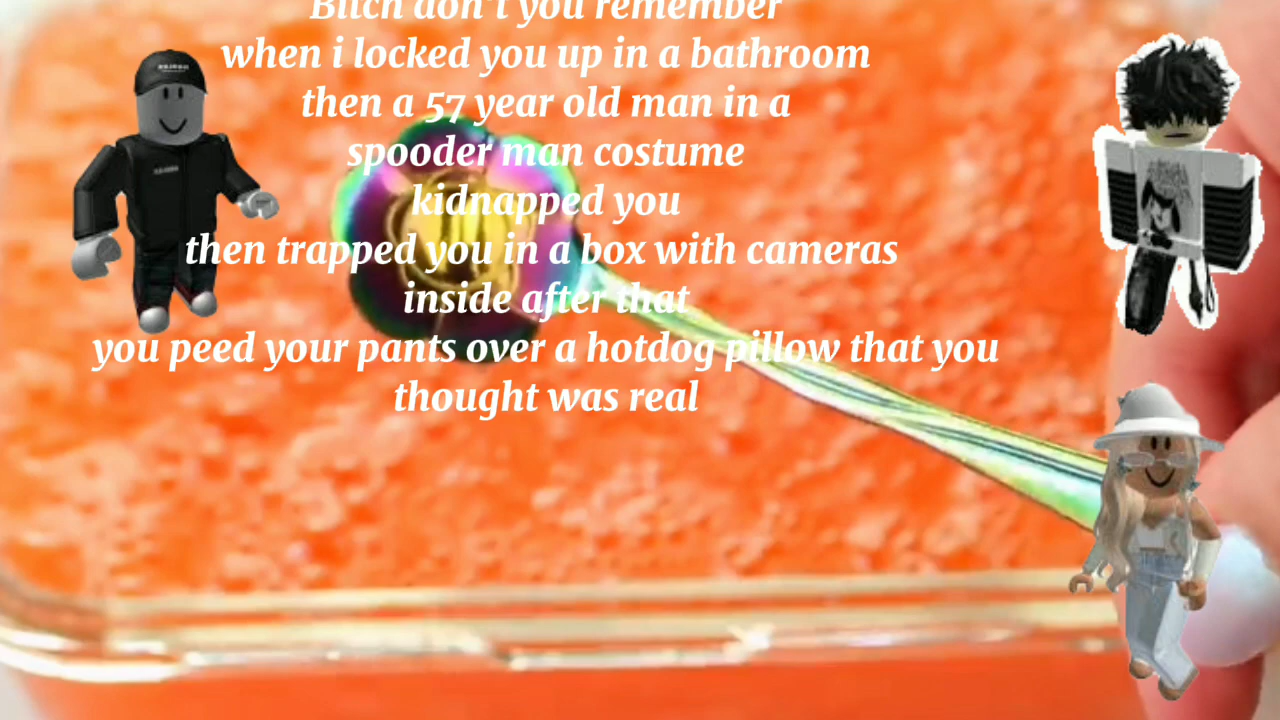 Bitch don't you remember
when i locked you up in a bathroom
then a 57 year old man in a
spooder man costume
kidnapped you
then trapped you in a box with cameras
inside after that
you peed your pants over a hotdog pillow that you
thought was real